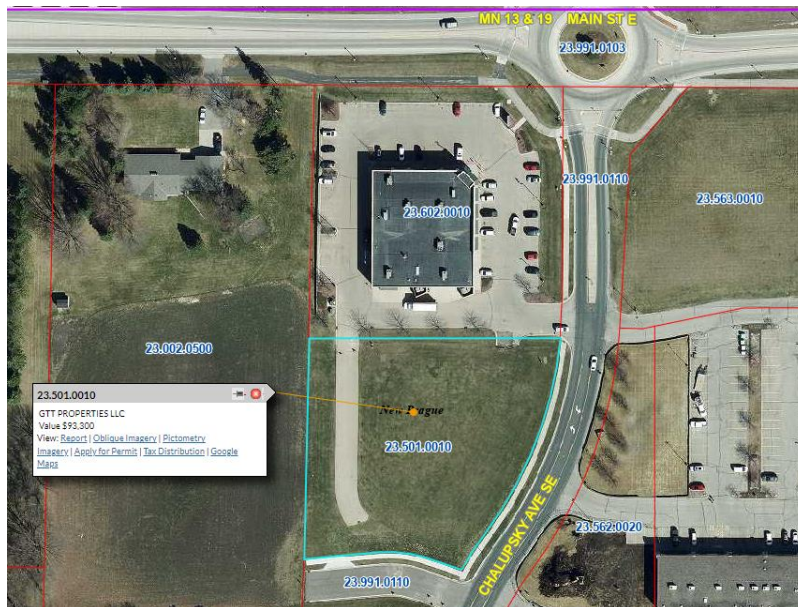 MN 13 & 19 MAIN ST E
23.991.0103
23.991.0110
23.563.0010
23.602.0010
23.002.0500
23.501.0010
GTT PROPERTIES LLC
Value $93,300
View: Report | Oblique Imagery | Pictometry
Imagery | Apply for Permit | Tax Distribution | Google
Maps
New Prague
23.501.0010
CHALUPSKY AVE SE
23.562.0020
23.991.0110